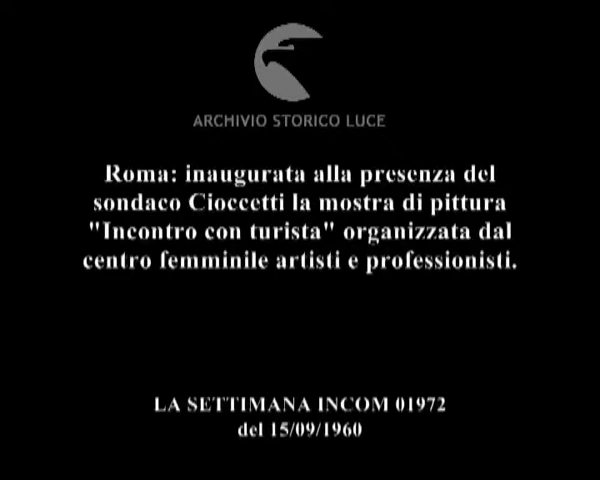 ARCHIVIO STORICO LUCE
Roma: inaugurata alla presenza del
sondaco Cioccetti la mostra di pittura
"Incontro con turista" organizzata dal
centro femminile artisti e professionisti.
LA SETTIMANA INCOM 01972
del 15/09/1960